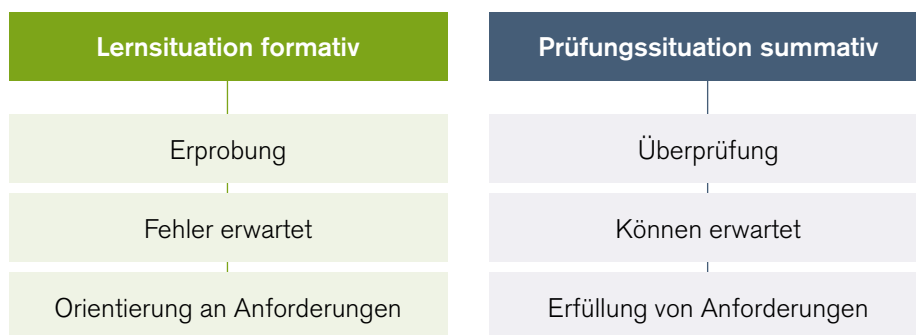 Lernsituation formativ
Erprobung
Fehler erwartet
Orientierung an Anforderungen
Prüfungssituation summativ
Überprüfung
Können erwartet
Erfüllung von Anforderungen